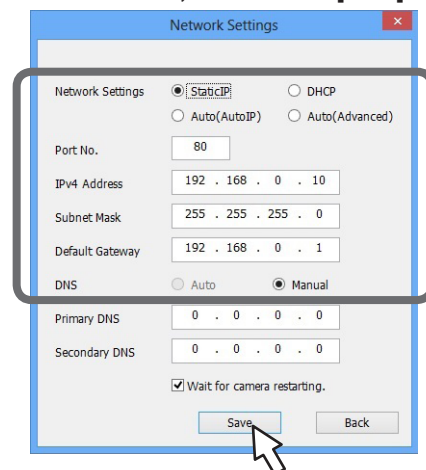 Network Settings
Network Settings StaticIP DHCP
Auto(AutoIP) Auto(Advanced)
Port No. 80
IPv4 Address 192 . 168 . 0 . 10
Subnet Mask 255 . 255 . 255 . 0
Default Gateway 192 . 168 . 0 . 1
DNS Auto Manual
Primary DNS 0 . 0 . 0 . 0
Secondary DNS 0 . 0 . 0 . 0
Wait for camera restarting.
Save Back